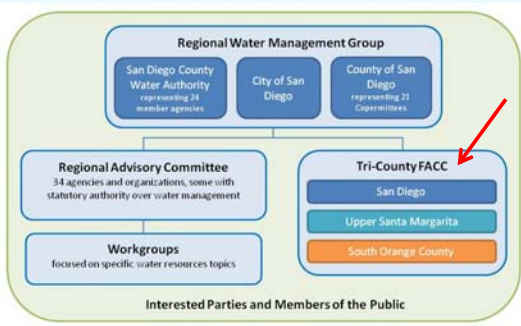 Regional Water Management Group
San Diego County
Water Authority
representing 24
member agencies
City of San
Diego
County of San
Diego
representing 21
Copermittees
Regional Advisory Committee
34 agencies and organizations, some with
statutory authority over water management
Workgroups
focused on specific water resources topics
Tri-County FACC
San Diego
Upper Santa Margarita
South Orange County
Interested Parties and Members of the Public